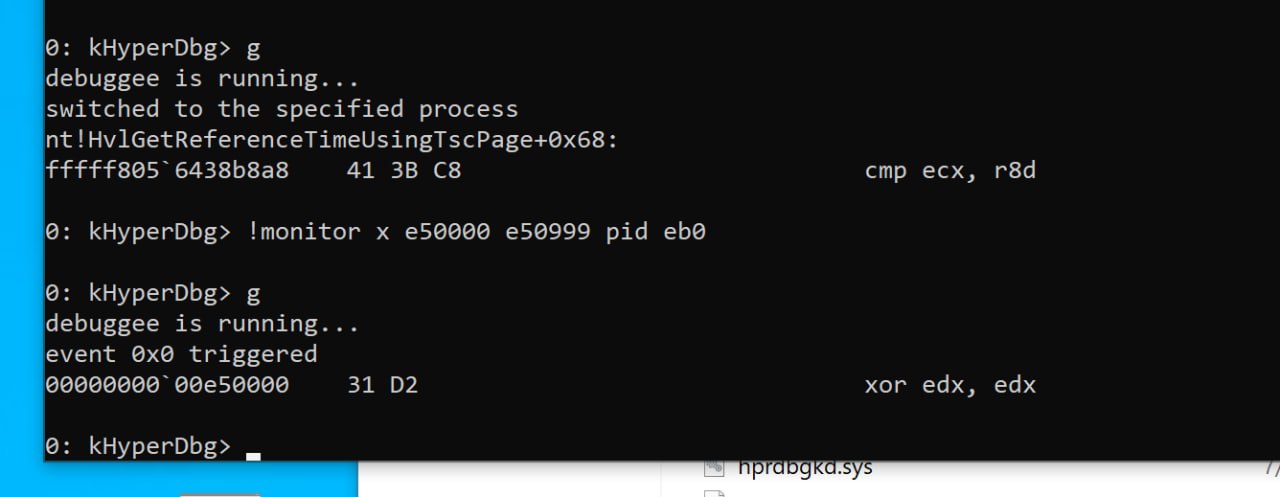 0: kHyperDbg> g
debuggee is running...
switched to the specified process
nt!HvlGetReferenceTimeUsingTscPage+0x68:
fffff805`6438b8a8    41 3B C8    cmp ecx, r8d
0: kHyperDbg> !monitor x e50000 e50999 pid eb0
0: kHyperDbg> g
debuggee is running...
event 0x0 triggered
00000000`00e50000    31 D2    xor edx, edx
0: kHyperDbg>
hprdbgkd.sys